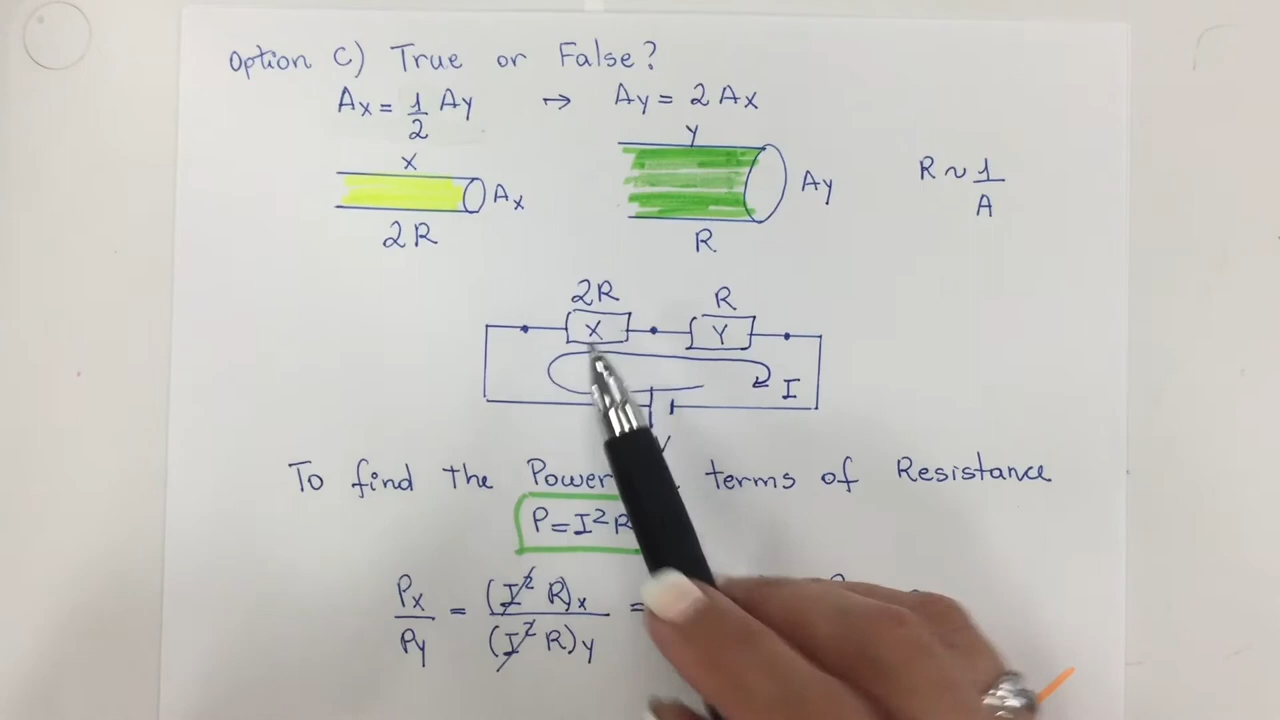 Option C) True or False?
Ax = 1/2 Ay → Ay = 2 Ax
X
Y
Ax
Ay
R ~ 1/A
2R
R
2R
R
X
Y
I
V
To find the Power terms of Resistance
P = I² R
Px/Py = (I² R)x/(I² R)y =